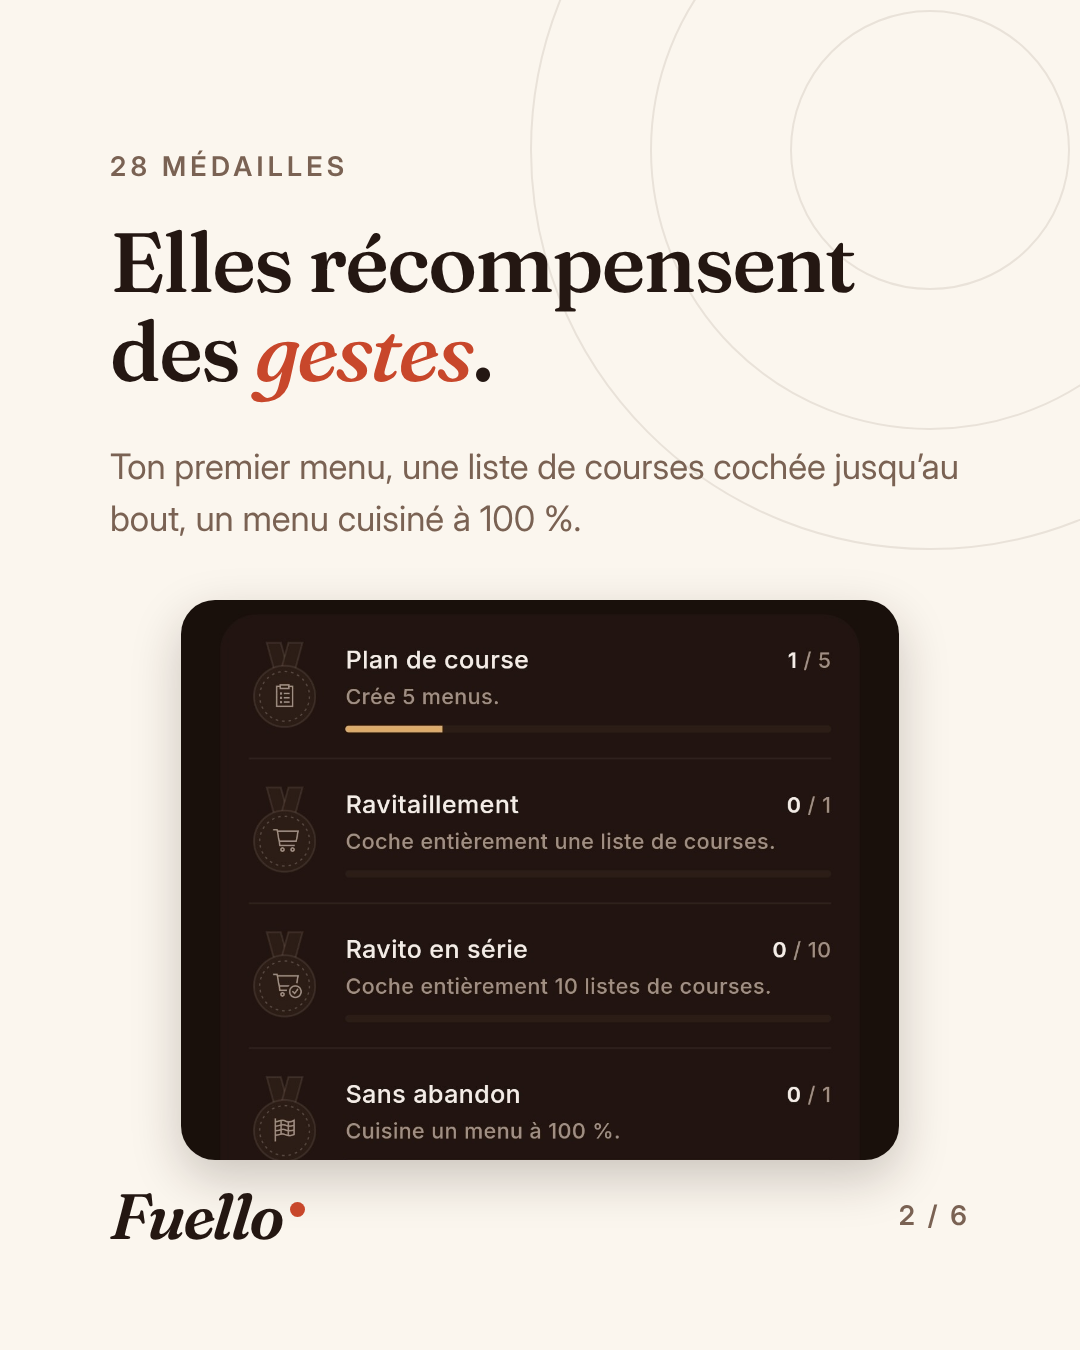 28 MÉDAILLES
Elles récompensent
des gestes.
Ton premier menu, une liste de courses cochée jusqu’au
bout, un menu cuisiné à 100 %.
Plan de course
1 / 5
Crée 5 menus.
Ravitaillement
0 / 1
Coche entièrement une liste de courses.
Ravito en série
0 / 10
Coche entièrement 10 listes de courses.
Sans abandon
0 / 1
Cuisine un menu à 100 %.
Fuello
2 / 6